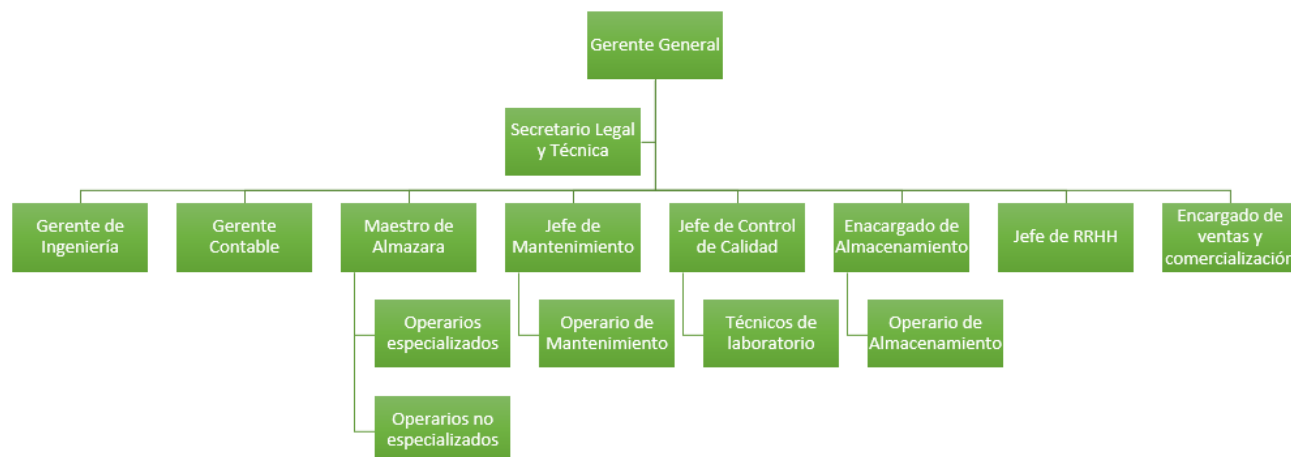 Gerente General
Secretario Legal
y Técnica
Gerente de
Ingeniería
Gerente
Contable
Maestro de
Almazara
Jefe de
Mantenimiento
Jefe de Control
de Calidad
Enacargado de
Almacenamiento
Jefe de RRHH
Encargado de
ventas y
comercialización
Operarios
especializados
Operario de
Mantenimiento
Técnicos de
laboratorio
Operario de
Almacenamiento
Operarios no
especializados